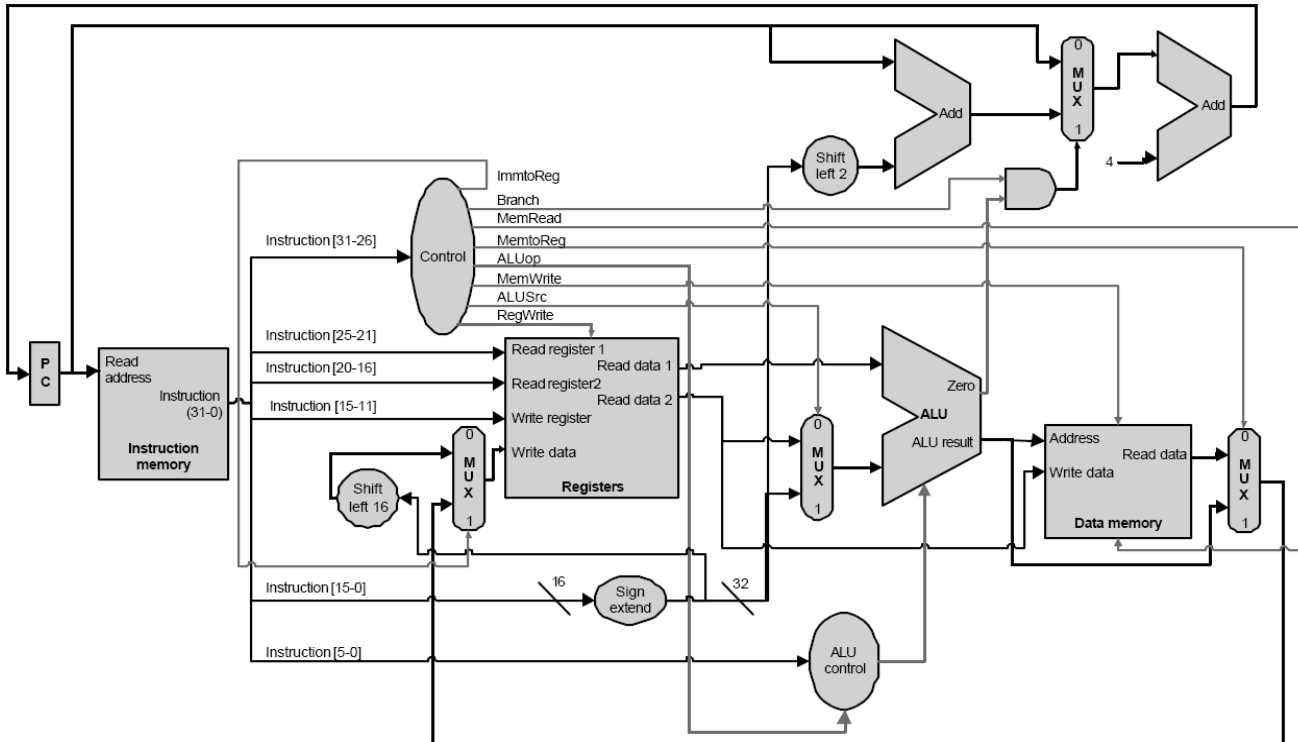 0
M
U
X
1
Add
Add
4
Shift
left 2
ImmtoReg
Branch
MemRead
MemtoReg
ALUop
MemWrite
ALUSrc
RegWrite
Control
Instruction [31-26]
Instruction [25-21]
Instruction [20-16]
Instruction [15-11]
P
C
Read
address
Instruction
(31-0)
Instruction
memory
Read register 1
Read data 1
Read register2
Read data 2
Write register
Write data
Registers
0
M
U
X
1
Shift
left 16
0
M
U
X
1
Zero
ALU
ALU result
Address
Read data
Write data
Data memory
0
M
U
X
1
Instruction [15-0]
16
Sign
extend
32
Instruction [5-0]
ALU
control